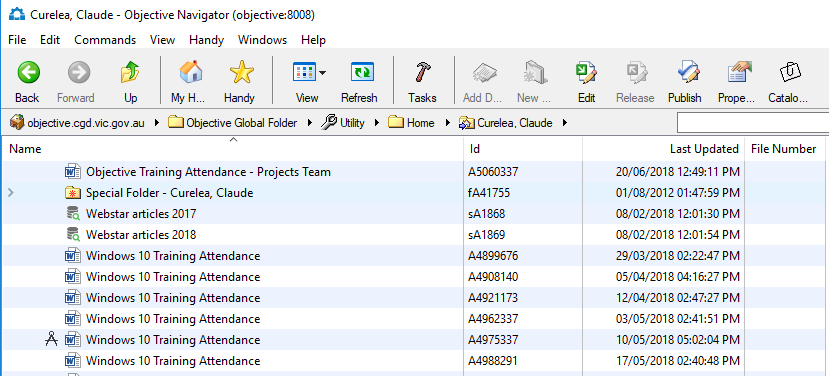 Curelea, Claude - Objective Navigator (objective:8008)
File Edit Commands View Handy Windows Help
Back Forward Up My H... Handy View Refresh Tasks Add D... New ... Edit Release Publish Prope... Catalo...
objective.cgd.vic.gov.au Objective Global Folder Utility Home Curelea, Claude
Name Id Last Updated File Number
Objective Training Attendance - Projects Team A5060337 20/06/2018 12:49:11 PM
Special Folder - Curelea, Claude fA41755 01/08/2012 01:47:59 PM
Webstar articles 2017 sA1868 08/02/2018 12:01:30 PM
Webstar articles 2018 sA1869 08/02/2018 12:01:54 PM
Windows 10 Training Attendance A4899676 29/03/2018 02:22:47 PM
Windows 10 Training Attendance A4908140 05/04/2018 04:16:27 PM
Windows 10 Training Attendance A4921173 12/04/2018 02:47:27 PM
Windows 10 Training Attendance A4962337 03/05/2018 02:41:51 PM
Windows 10 Training Attendance A4975337 10/05/2018 05:02:04 PM
Windows 10 Training Attendance A4988291 17/05/2018 02:40:48 PM